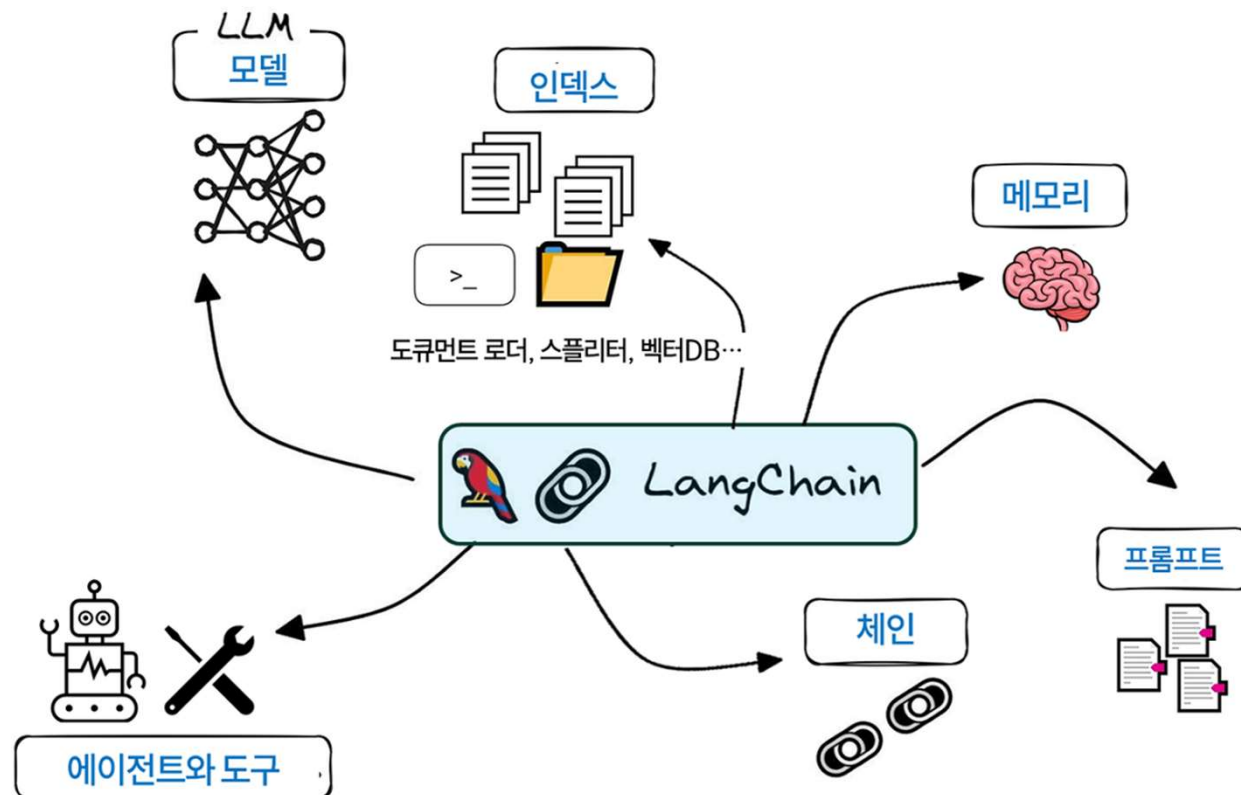 LLM
모델
인덱스
메모리
>_
도큐먼트 로더, 스플리터, 벡터DB…
LangChain
프롬프트
체인
에이전트와 도구